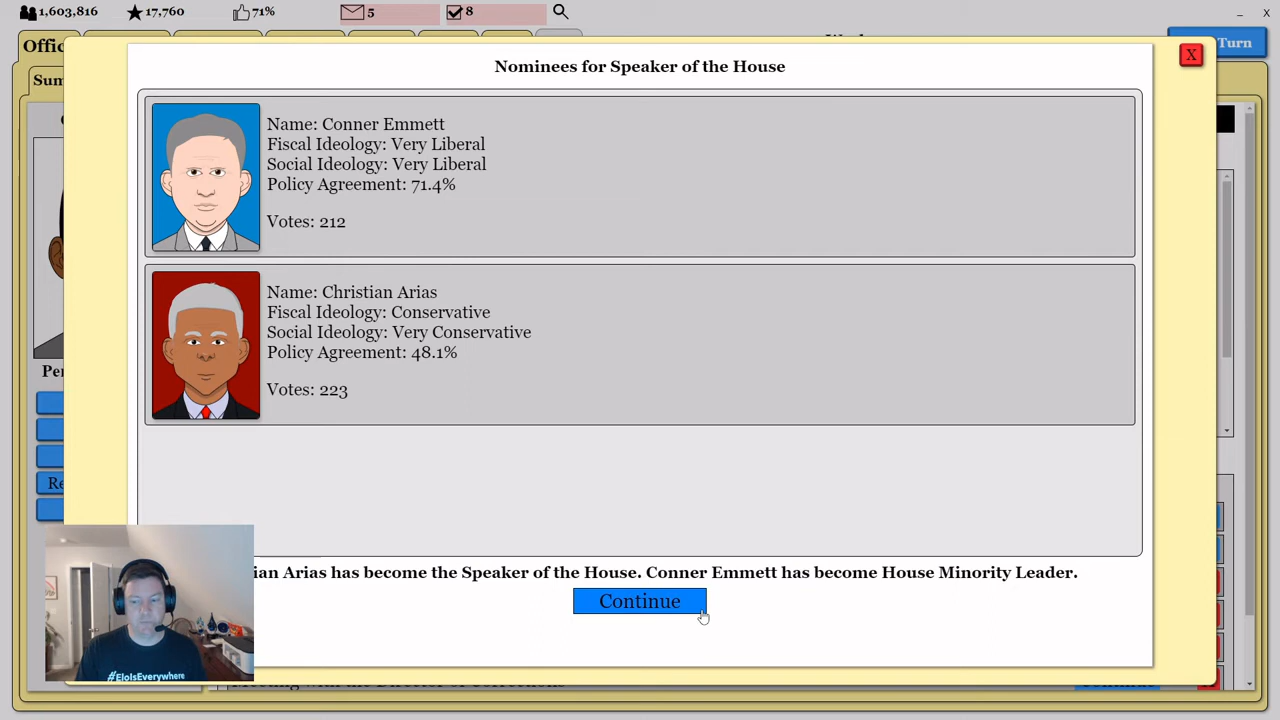 1,603,816 17,760 71% 5 8
_ X
Offic
Turn
X
Sum
Nominees for Speaker of the House
Name: Conner Emmett
Fiscal Ideology: Very Liberal
Social Ideology: Very Liberal
Policy Agreement: 71.4%
Votes: 212
Name: Christian Arias
Fiscal Ideology: Conservative
Social Ideology: Very Conservative
Policy Agreement: 48.1%
Votes: 223
Per
Re
ian Arias has become the Speaker of the House. Conner Emmett has become House Minority Leader.
Continue
#EloIsEverywhere